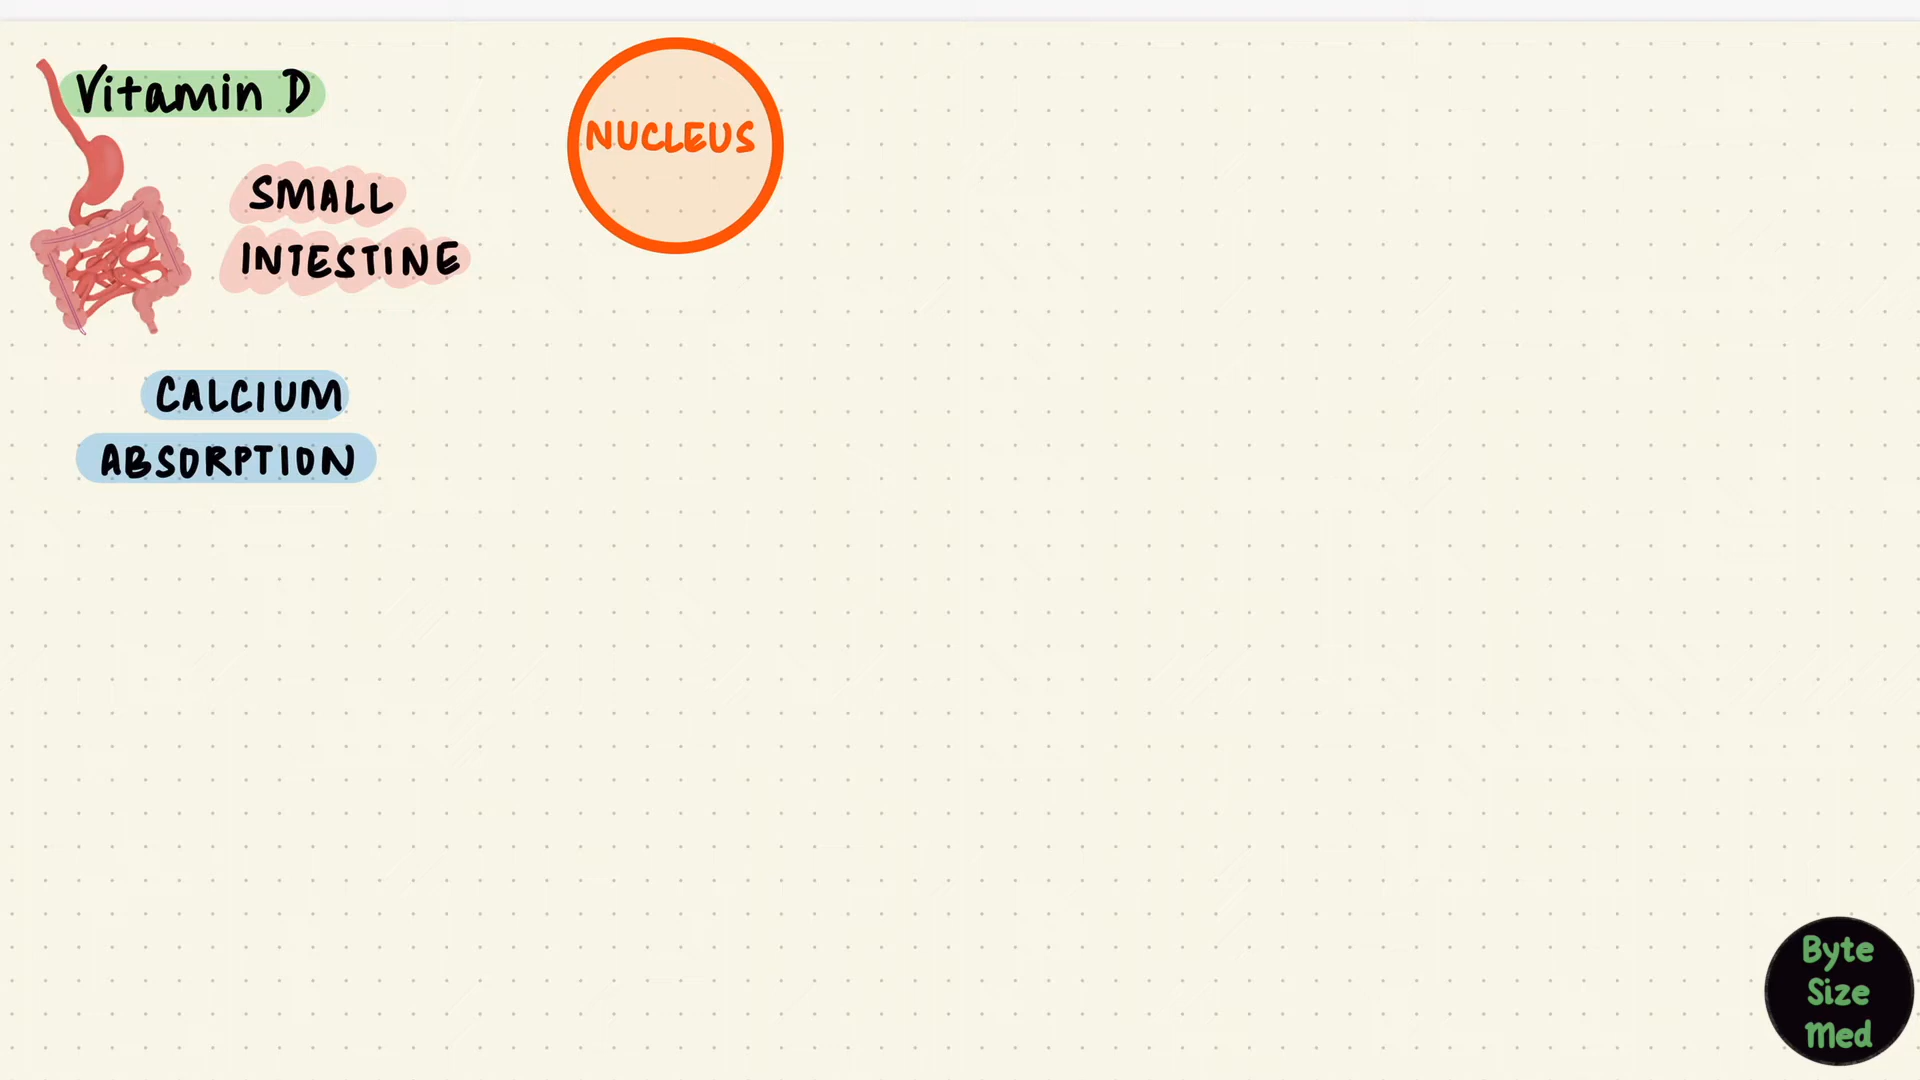 Vitamin D
SMALL
INTESTINE
CALCIUM
ABSORPTION
NUCLEUS
Byte
Size
Med